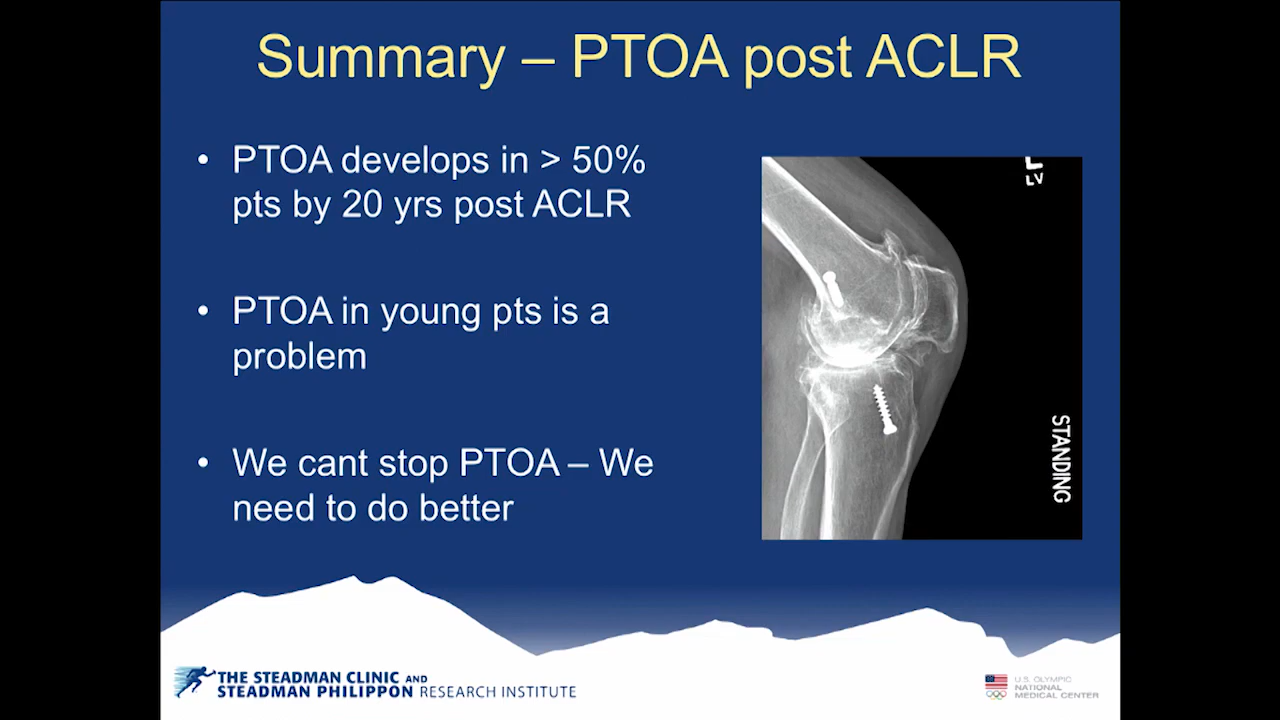 Summary – PTOA post ACLR
• PTOA develops in > 50%
pts by 20 yrs post ACLR
• PTOA in young pts is a
problem
• We cant stop PTOA – We
need to do better
LV
STANDING
THE STEADMAN CLINIC AND
STEADMAN PHILIPPON RESEARCH INSTITUTE
U.S. OLYMPIC
NATIONAL
MEDICAL CENTER